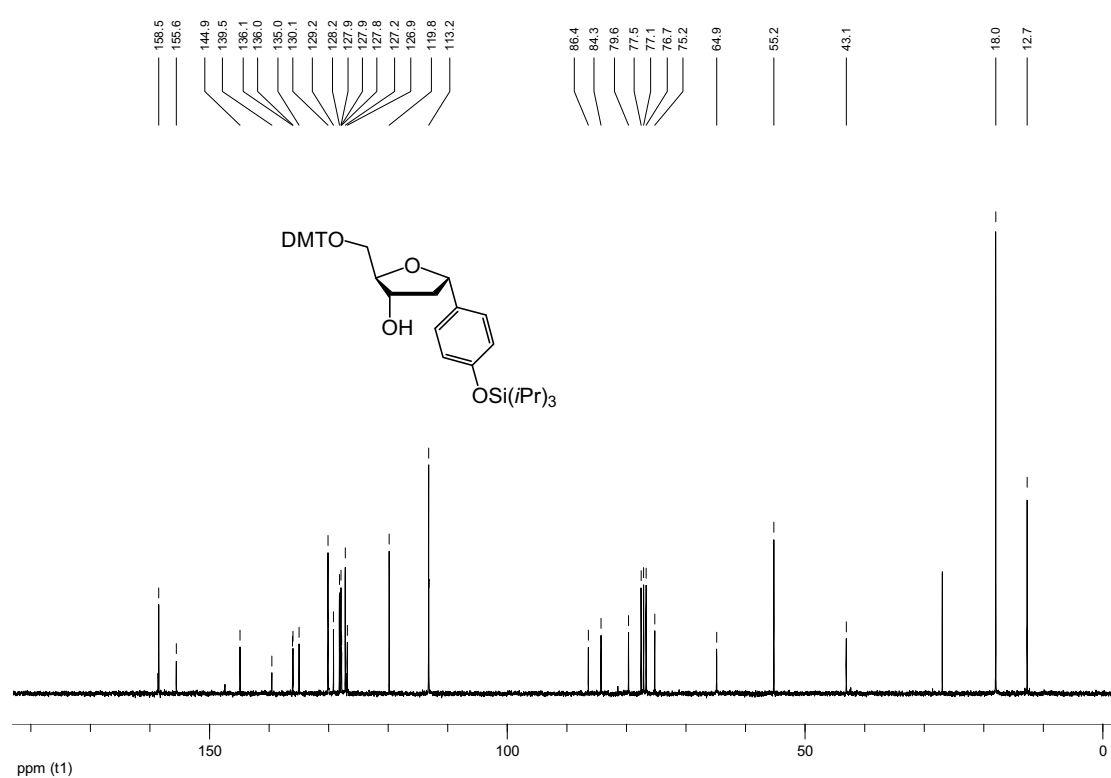 158.5 155.6 144.9 139.5 136.1 136.0 135.0 130.1 129.2 128.2 127.9 127.9 127.8 127.2 126.9 119.8 113.2 86.4 84.3 79.6 77.5 77.1 76.7 75.2 64.9 55.2 43.1 18.0 12.7
DMTO
O
OH
OSi(iPr)3
150 100 50 0
ppm (t1)